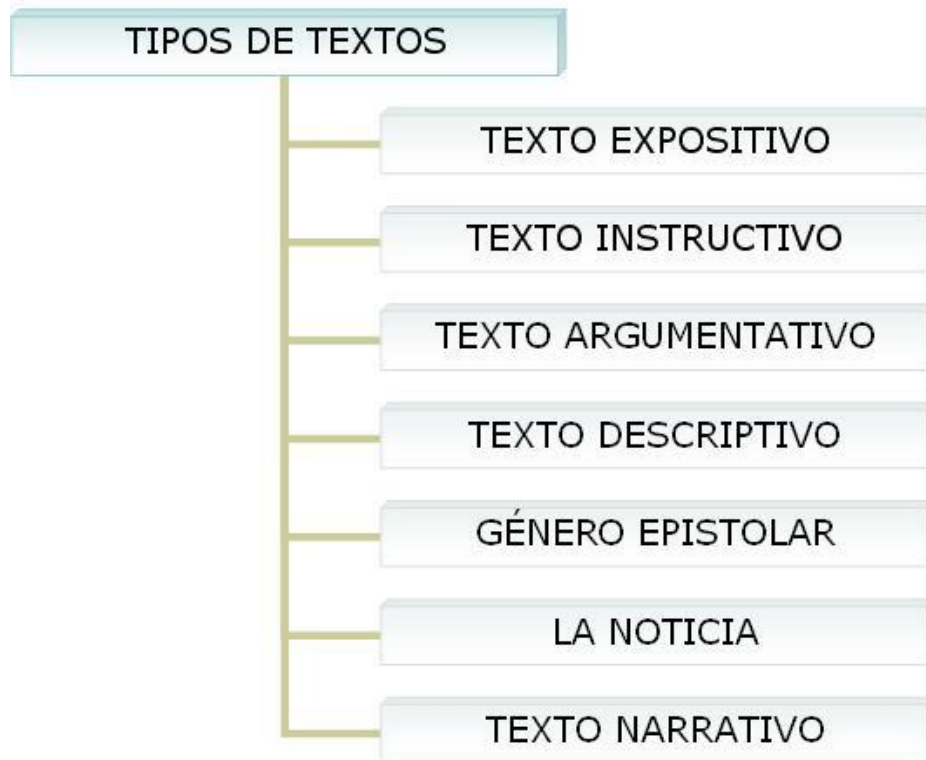 TIPOS DE TEXTOS
TEXTO EXPOSITIVO
TEXTO INSTRUCTIVO
TEXTO ARGUMENTATIVO
TEXTO DESCRIPTIVO
GÉNERO EPISTOLAR
LA NOTICIA
TEXTO NARRATIVO